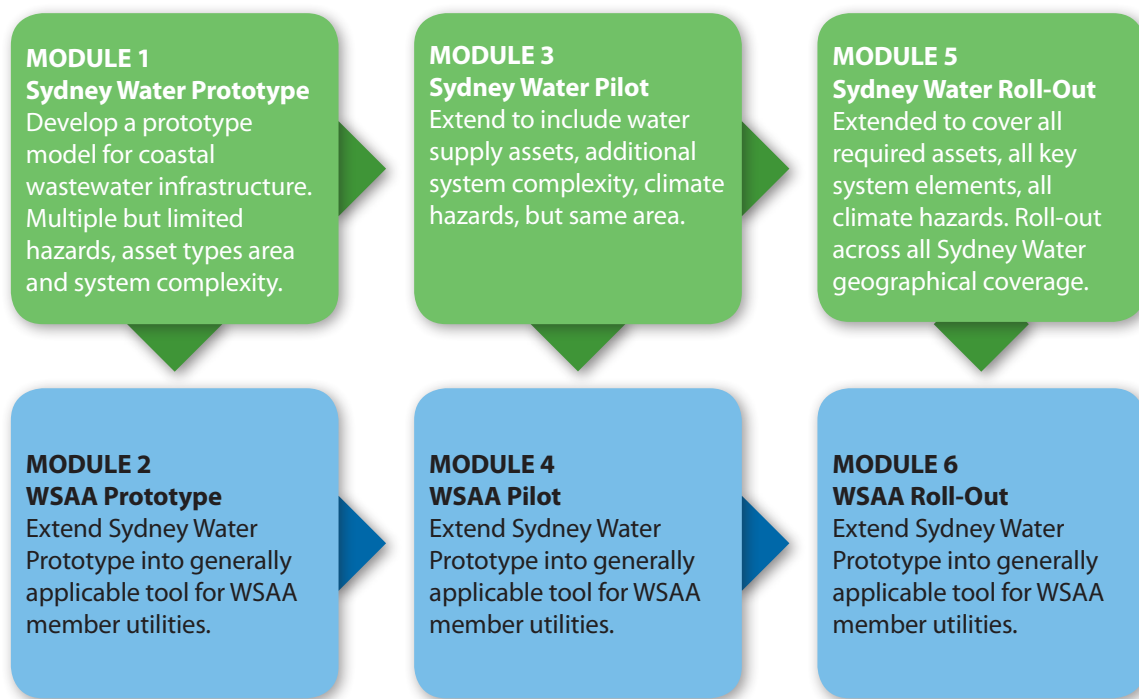 MODULE 1
Sydney Water Prototype
Develop a prototype
model for coastal
wastewater infrastructure.
Multiple but limited
hazards, asset types area
and system complexity.
MODULE 3
Sydney Water Pilot
Extend to include water
supply assets, additional
system complexity, climate
hazards, but same area.
MODULE 5
Sydney Water Roll-Out
Extended to cover all
required assets, all key
system elements, all
climate hazards. Roll-out
across all Sydney Water
geographical coverage.
MODULE 2
WSAA Prototype
Extend Sydney Water
Prototype into generally
applicable tool for WSAA
member utilities.
MODULE 4
WSAA Pilot
Extend Sydney Water
Prototype into generally
applicable tool for WSAA
member utilities.
MODULE 6
WSAA Roll-Out
Extend Sydney Water
Prototype into generally
applicable tool for WSAA
member utilities.